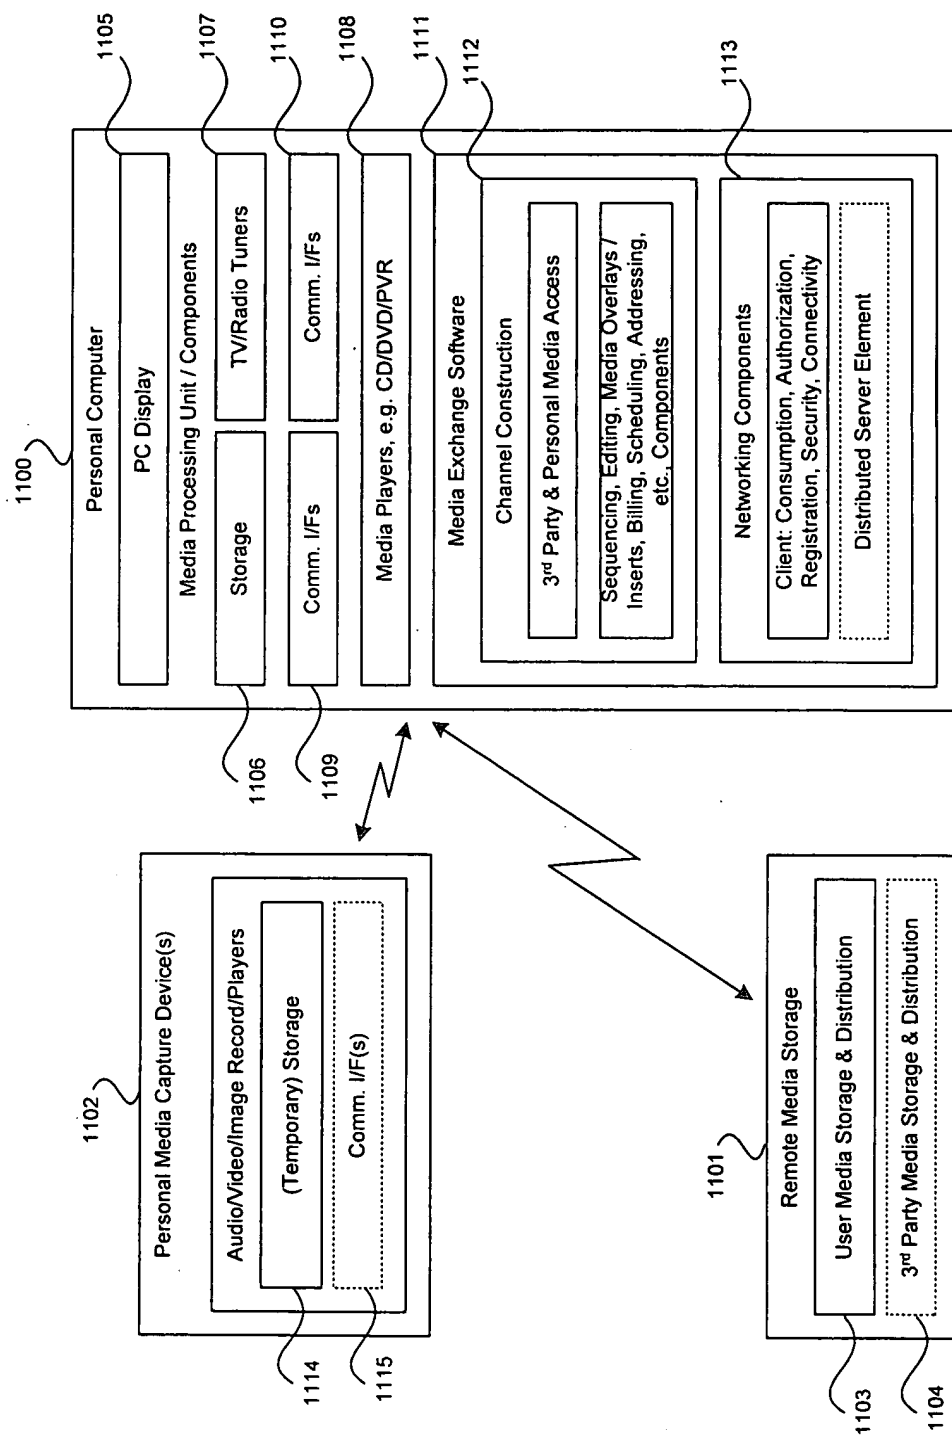 1100
Personal Computer
1105
PC Display
Media Processing Unit / Components
1106
Storage
1107
TV/Radio Tuners
1109
Comm. I/Fs
1110
Comm. I/Fs
1108
Media Players, e.g. CD/DVD/PVR
1111
Media Exchange Software
1112
Channel Construction
3rd Party & Personal Media Access
Sequencing, Editing, Media Overlays /
Inserts, Billing, Scheduling, Addressing,
etc., Components
1113
Networking Components
Client: Consumption, Authorization,
Registration, Security, Connectivity
Distributed Server Element
1102
Personal Media Capture Device(s)
Audio/Video/Image Record/Players
(Temporary) Storage
1114
Comm. I/F(s)
1115
1101
Remote Media Storage
User Media Storage & Distribution
1103
3rd Party Media Storage & Distribution
1104